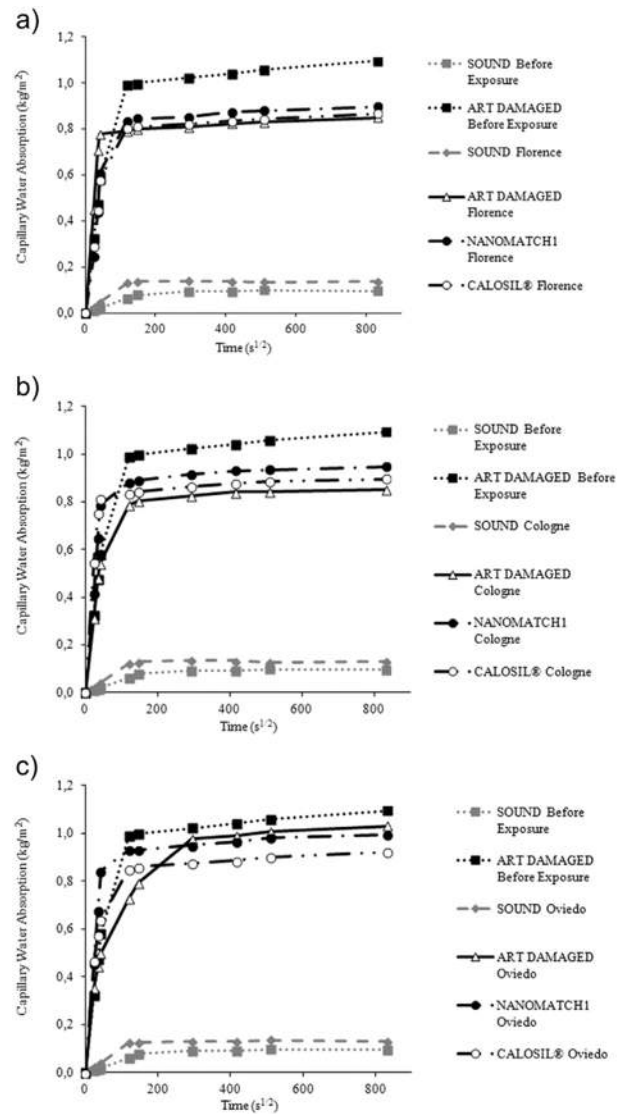 a)
Capillary Water Absorption (kg/m²)
1,2
1,0
0,8
0,6
0,4
0,2
0,0
0
200
400
600
800
Time (s^1/2)
SOUND Before
Exposure
ART DAMAGED
Before Exposure
SOUND Florence
ART DAMAGED
Florence
NANOMATCH1
Florence
CALOSIL® Florence
b)
Capillary Water Absorption (kg/m²)
1,2
1,0
0,8
0,6
0,4
0,2
0,0
0
200
400
600
800
Time (s^1/2)
SOUND Before
Exposure
ART DAMAGED Before
Exposure
SOUND Cologne
ART DAMAGED
Cologne
NANOMATCH1
Cologne
CALOSIL® Cologne
c)
Capillary Water Absorption (kg/m²)
1,2
1,0
0,8
0,6
0,4
0,2
0,0
0
200
400
600
800
Time (s^1/2)
SOUND Before
Exposure
ART DAMAGED
Before Exposure
SOUND Oviedo
ART DAMAGED
Oviedo
NANOMATCH1
Oviedo
CALOSIL® Oviedo